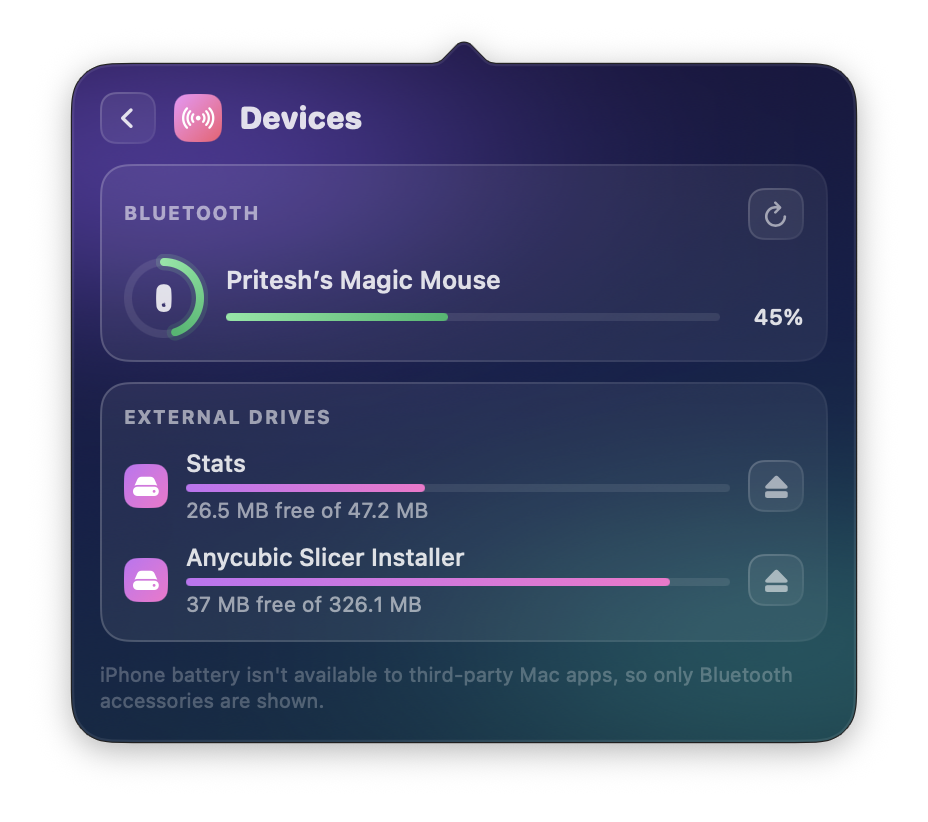 Devices
BLUETOOTH
Pritesh’s Magic Mouse
45%
EXTERNAL DRIVES
Stats
26.5 MB free of 47.2 MB
Anycubic Slicer Installer
37 MB free of 326.1 MB
iPhone battery isn't available to third-party Mac apps, so only Bluetooth
accessories are shown.